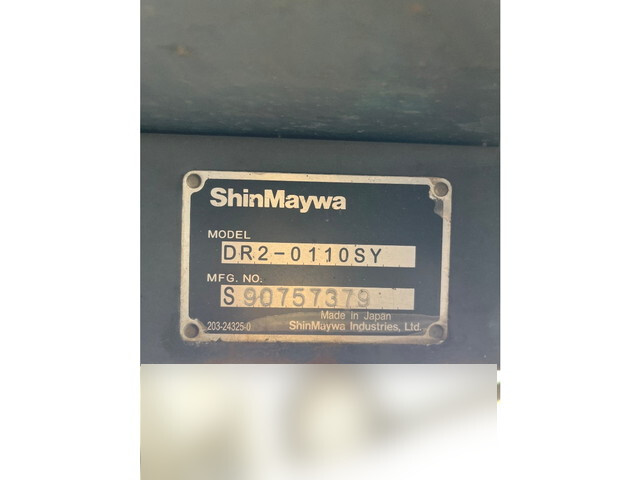 ShinMaywa
MODEL
DR2-0110SY
MFG. NO.
S 90757379
Made in Japan
203-24325-0 ShinMaywa Industries, Ltd.